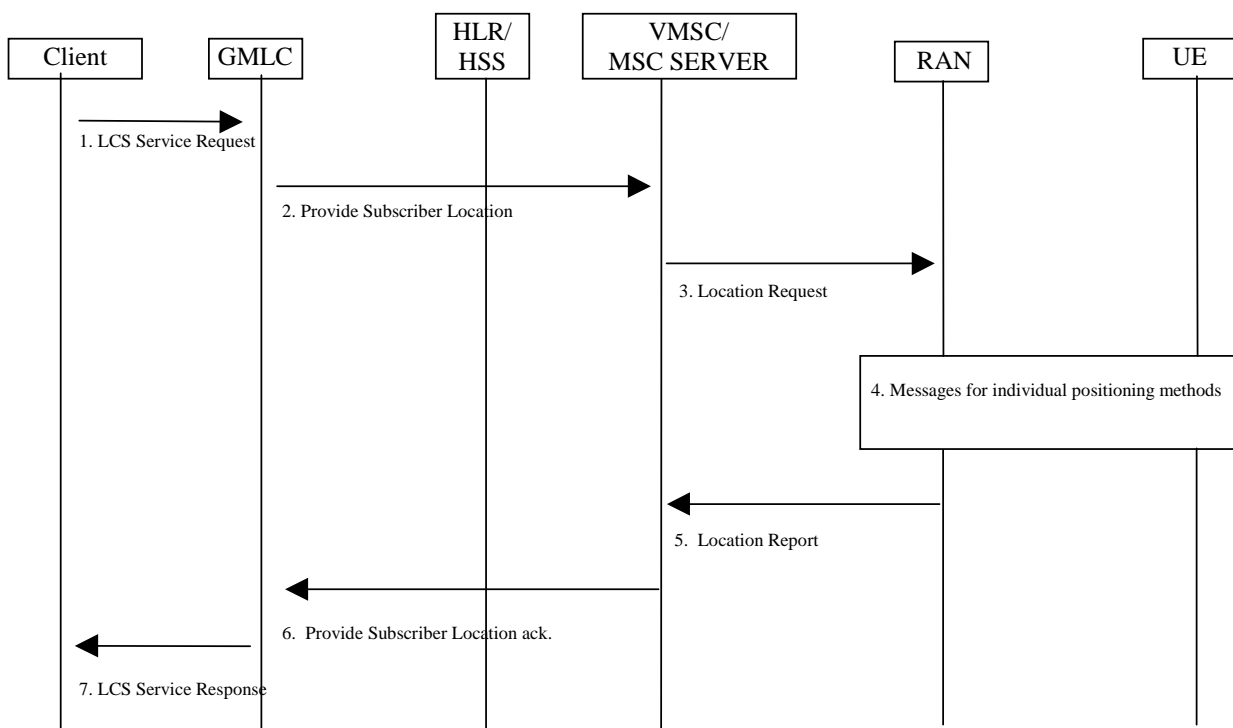 Client
GMLC
HLR/
HSS
VMSC/
MSC SERVER
RAN
UE
1. LCS Service Request
2. Provide Subscriber Location
3. Location Request
4. Messages for individual positioning methods
5. Location Report
6. Provide Subscriber Location ack.
7. LCS Service Response